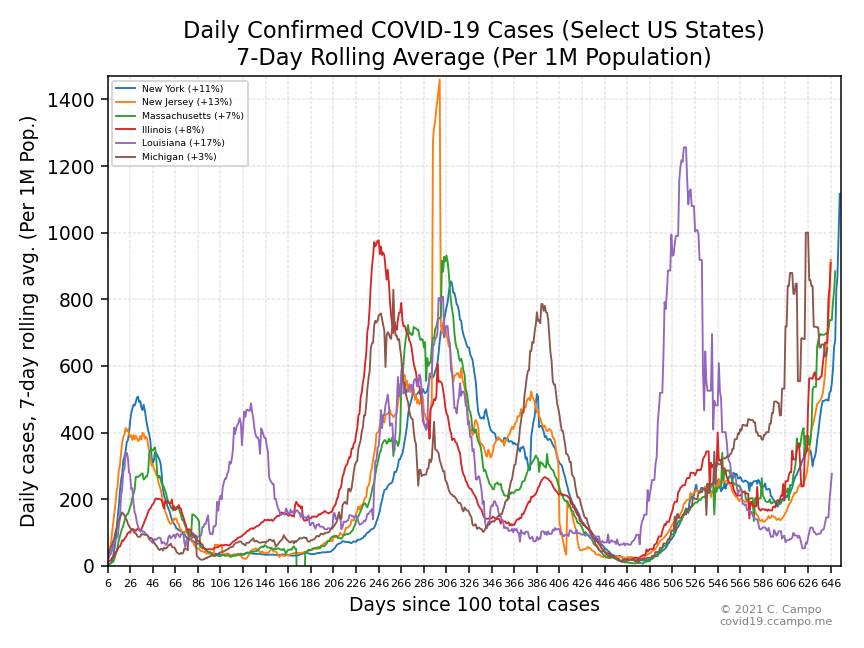 Daily Confirmed COVID-19 Cases (Select US States)
7-Day Rolling Average (Per 1M Population)
Daily cases, 7-day rolling avg. (Per 1M Pop.)
1400
1200
1000
800
600
400
200
0
New York (+11%)
New Jersey (+13%)
Massachusetts (+7%)
Illinois (+8%)
Louisiana (+17%)
Michigan (+3%)
6 26 46 66 86 106 126 146 166 186 206 226 246 266 286 306 326 346 366 386 406 426 446 466 486 506 526 546 566 586 606 626 646
Days since 100 total cases
© 2021 C. Campo
covid19.ccampo.me